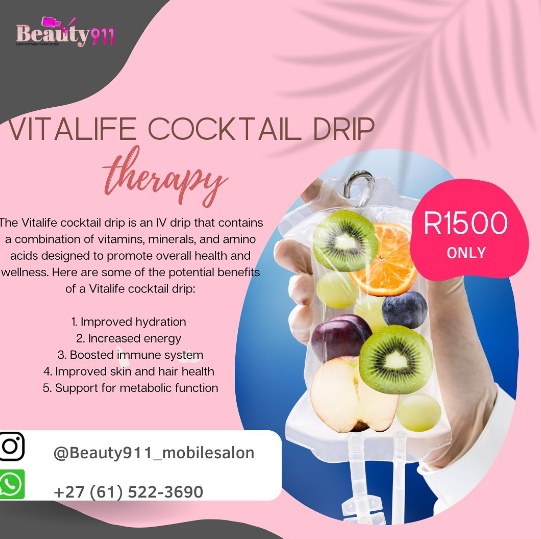 Beauty911
VITALIFE COCKTAIL DRIP
therapy
The Vitalife cocktail drip is an IV drip that contains
a combination of vitamins, minerals, and amino
acids designed to promote overall health and
wellness. Here are some of the potential benefits
of a Vitalife cocktail drip:
1. Improved hydration
2. Increased energy
3. Boosted immune system
4. Improved skin and hair health
5. Support for metabolic function
R1500
ONLY
@Beauty911_mobilesalon
+27 (61) 522-3690